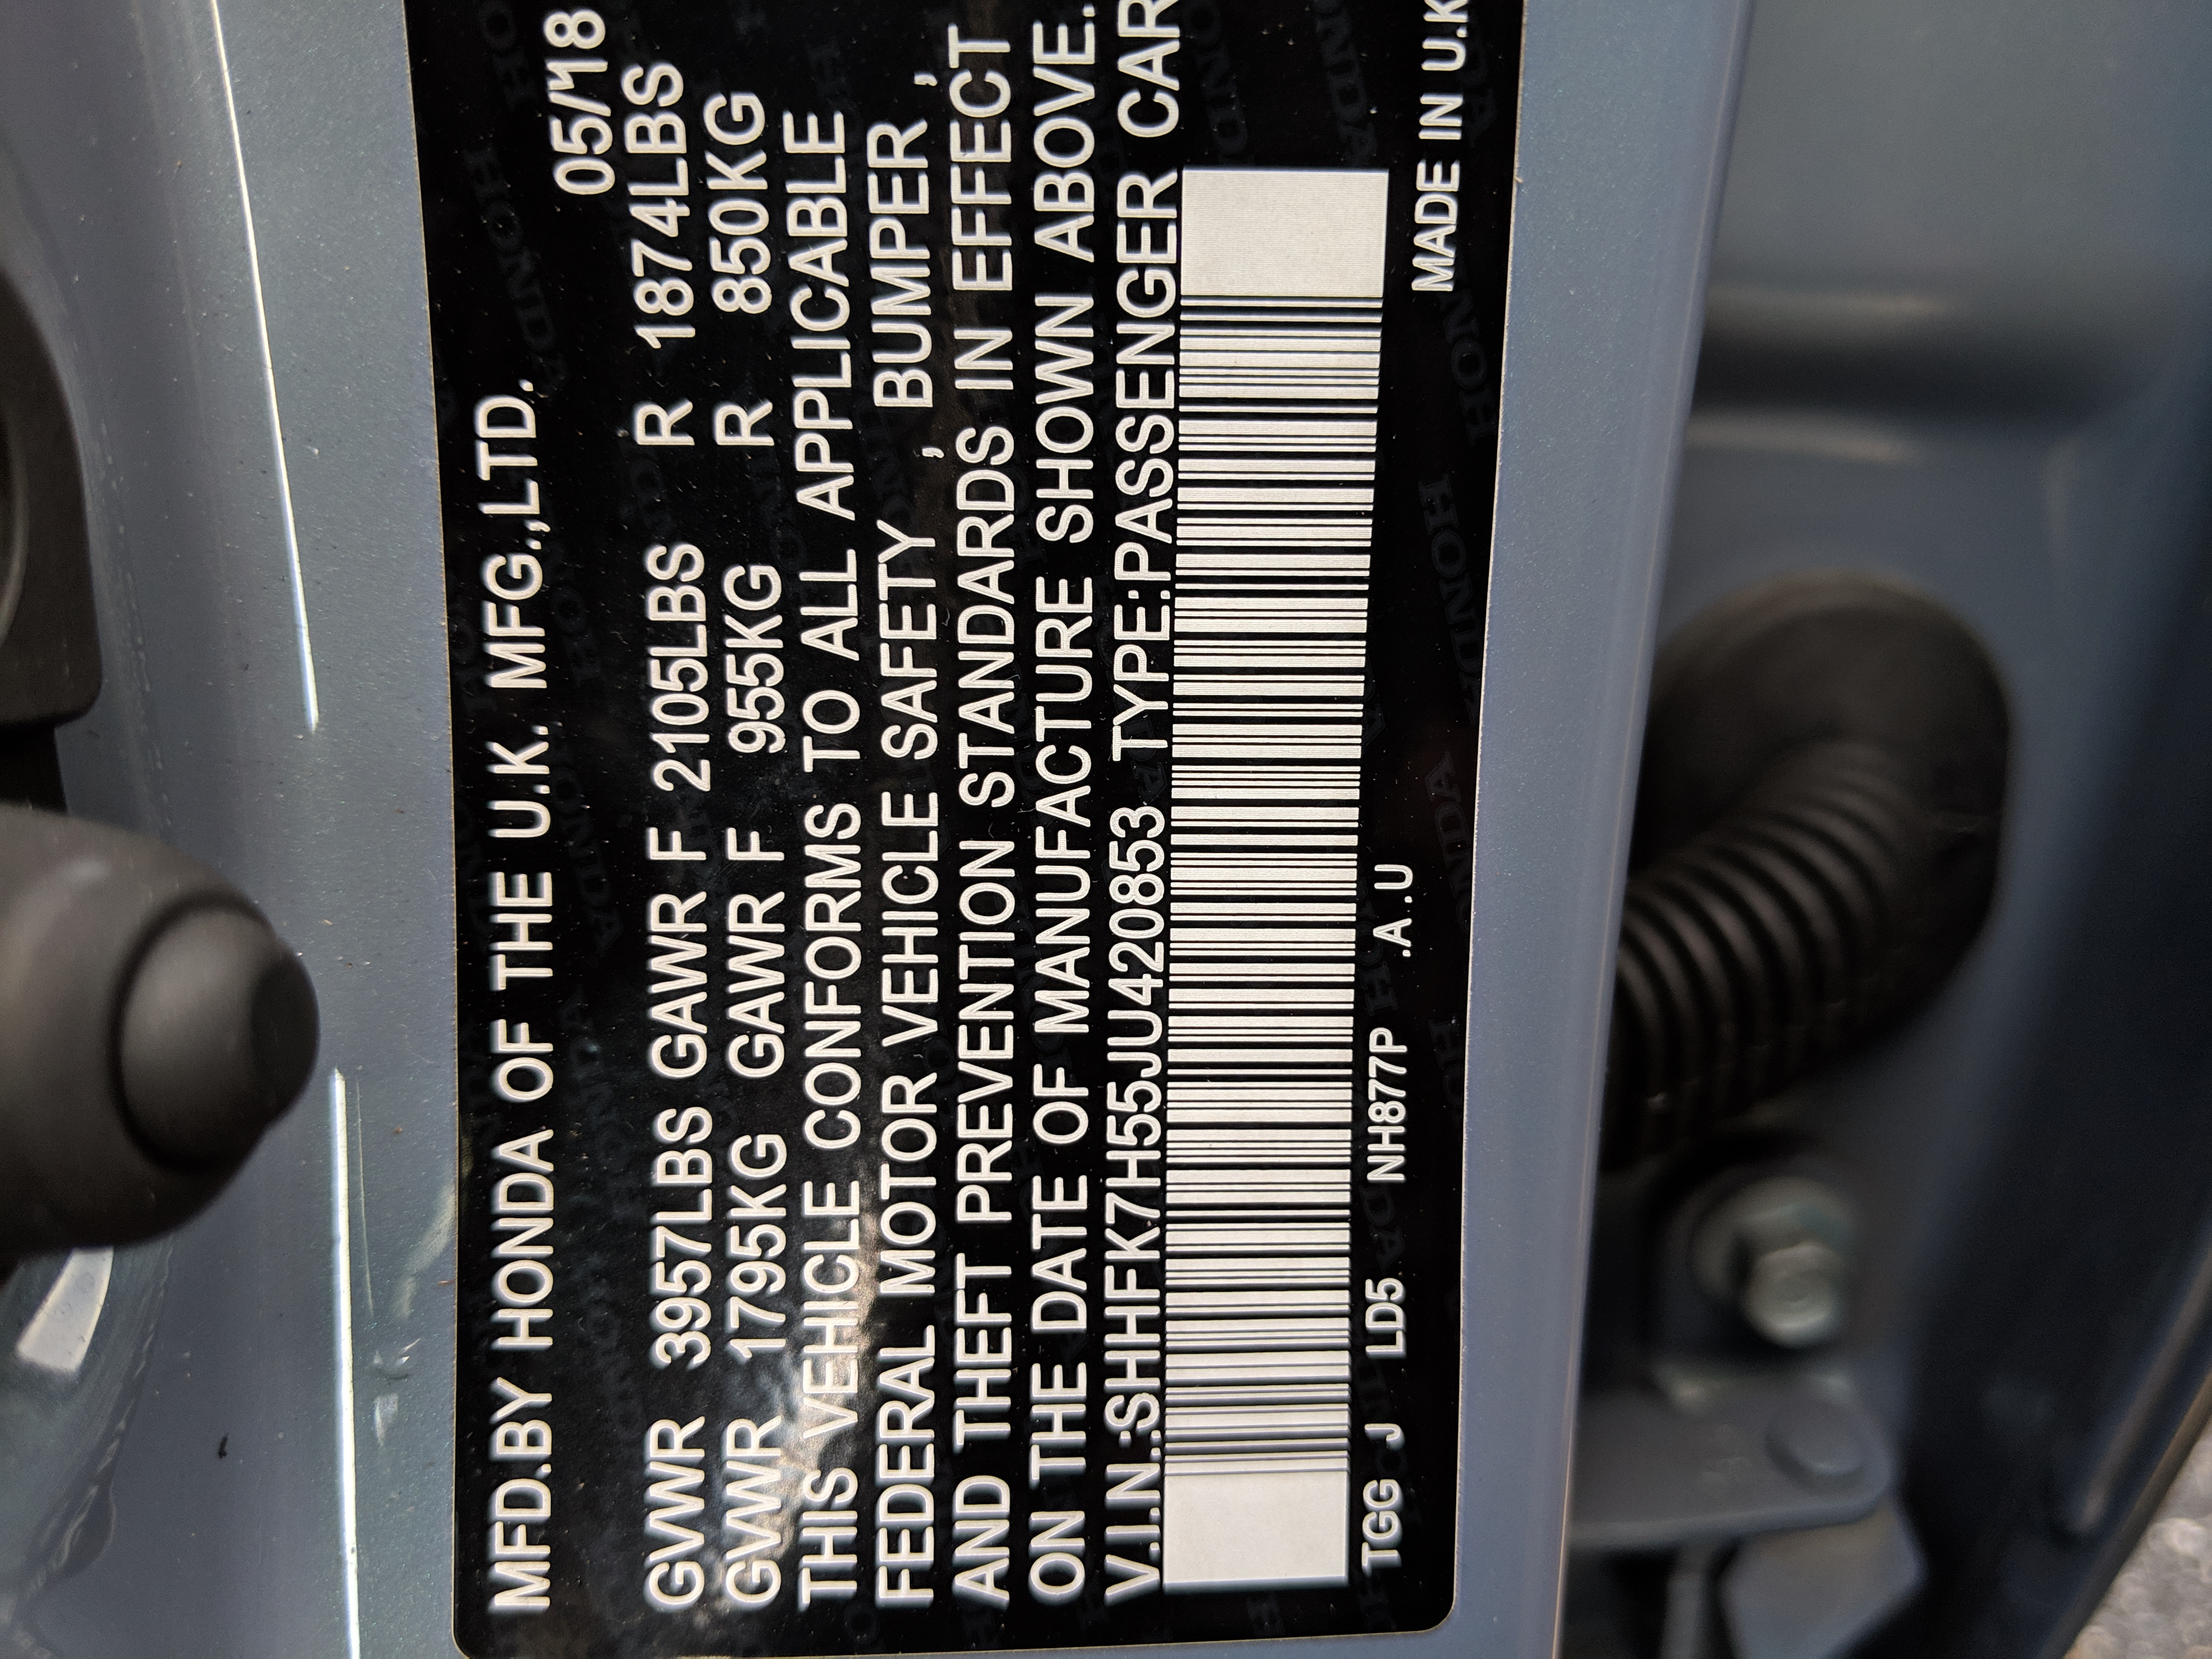 MFD.BY HONDA OF THE U.K. MFG.,LTD.
05/18
GVWR 3957LBS GAWR F 2105LBS R 1874LBS
GVWR 1795KG GAWR F 955KG R 850KG
THIS VEHICLE CONFORMS TO ALL APPLICABLE
FEDERAL MOTOR VEHICLE SAFETY , BUMPER ,
AND THEFT PREVENTION STANDARDS IN EFFECT
ON THE DATE OF MANUFACTURE SHOWN ABOVE.
V.I.N.:SHHFK7H55JU420853 TYPE:PASSENGER CAR
TGG J LD5 NH877P .A .U
MADE IN U.K